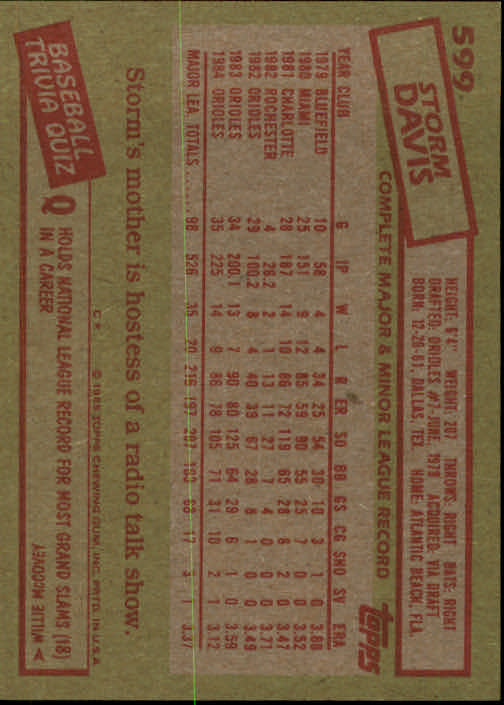 599
STORM
DAVIS
HEIGHT: 6'4" WEIGHT: 207 THROWS: RIGHT BATS: RIGHT
DRAFTED: ORIOLES #7-JUNE, 1979 ACQUIRED: VIA DRAFT
BORN: 12-26-61, DALLAS, TEX. HOME: ATLANTIC BEACH, FLA.
COMPLETE MAJOR & MINOR LEAGUE RECORD
topps
YEAR CLUB G IP W L R ER SO BB GS CG SHO SV ERA
1979 BLUEFIELD 10 58 4 4 34 25 54 30 10 3 1 0 3.88
1980 MIAMI 25 151 9 12 85 59 90 55 25 7 0 0 3.52
1981 CHARLOTTE 28 187 14 10 86 72 119 65 28 8 2 0 3.47
1982 ROCHESTER 4 26.2 2 1 13 11 27 7 4 0 0 0 3.71
1982 ORIOLES 29 100.2 8 4 40 39 67 28 8 1 0 0 3.49
1983 ORIOLES 34 200.1 13 7 90 80 125 64 29 6 1 0 3.59
1984 ORIOLES 35 225 14 9 86 78 105 71 31 10 2 1 3.12
MAJOR LEA. TOTALS 98 526 35 20 216 197 297 163 68 17 3 1 3.37
Storm's mother is hostess of a radio talk show.
C* © 1985 TOPPS CHEWING GUM, INC. PRTD. IN U.S.A.
BASEBALL
TRIVIA QUIZ
Q HOLDS NATIONAL LEAGUE RECORD FOR MOST GRAND SLAMS (18)
IN A CAREER
A WILLIE McCOVEY